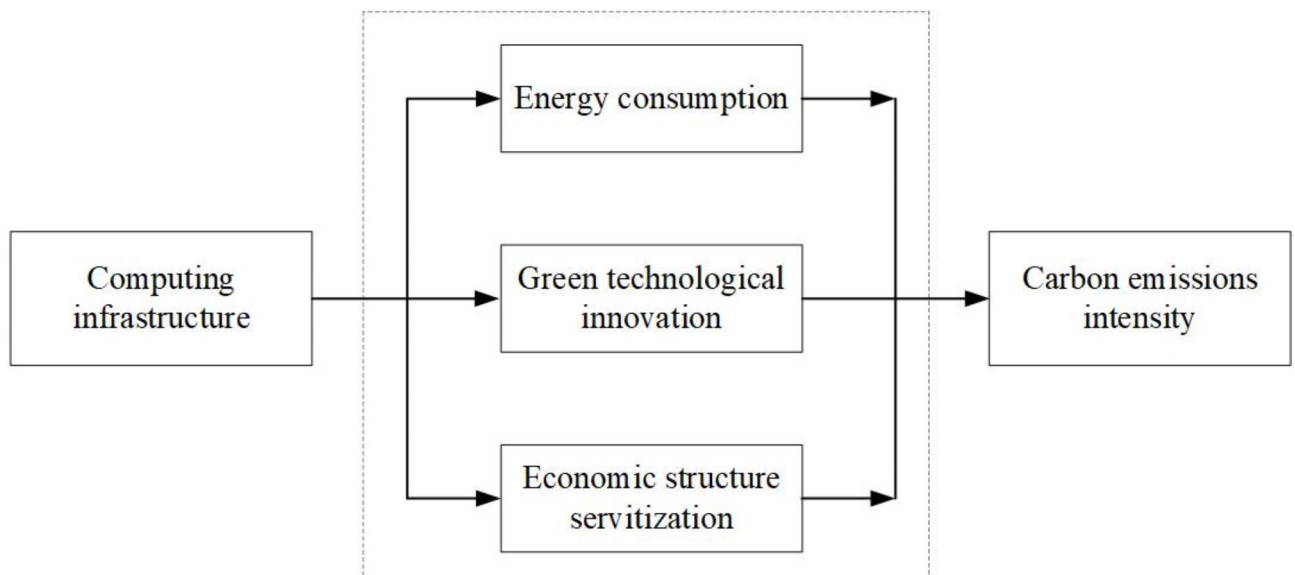 Energy consumption
Computing
infrastructure
Green technological
innovation
Carbon emissions
intensity
Economic structure
servitization